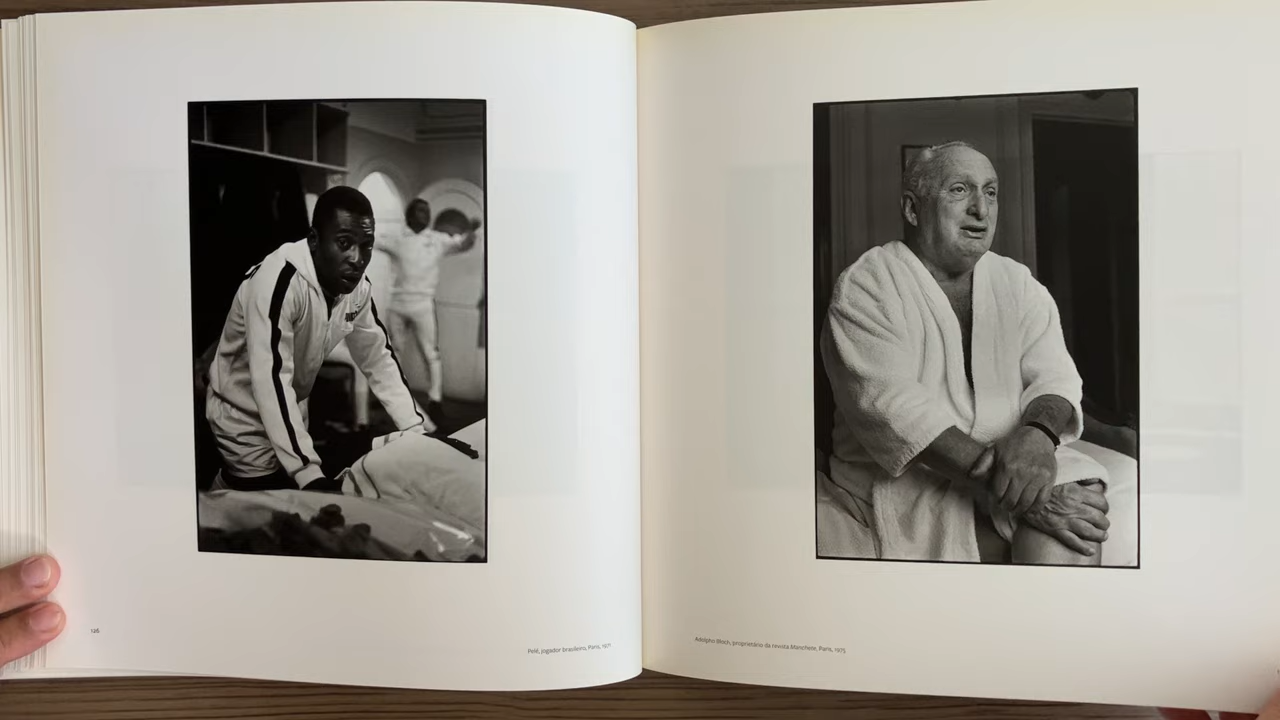 126
Pelé, jogador brasileiro, Paris, 1971
Adolpho Bloch, proprietário da revista Manchete, Paris, 1975